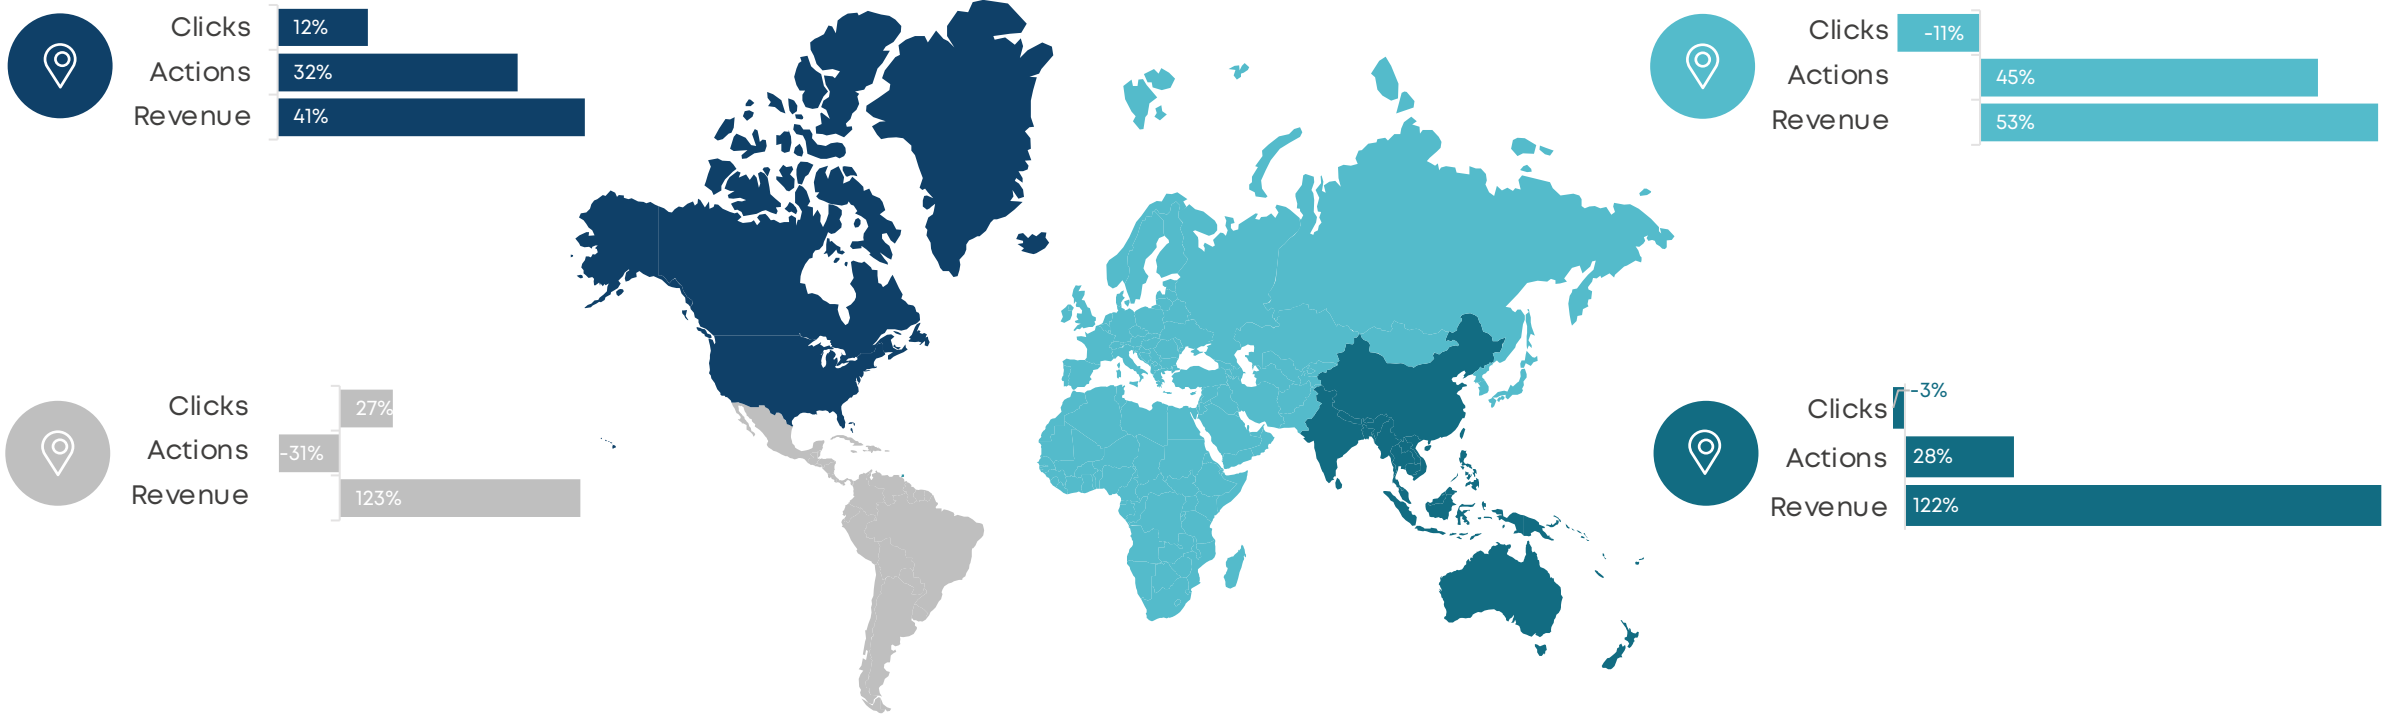 Clicks 12%
Actions 32%
Revenue 41%
Clicks -11%
Actions 45%
Revenue 53%
Clicks 27%
Actions -31%
Revenue 123%
Clicks -3%
Actions 28%
Revenue 122%